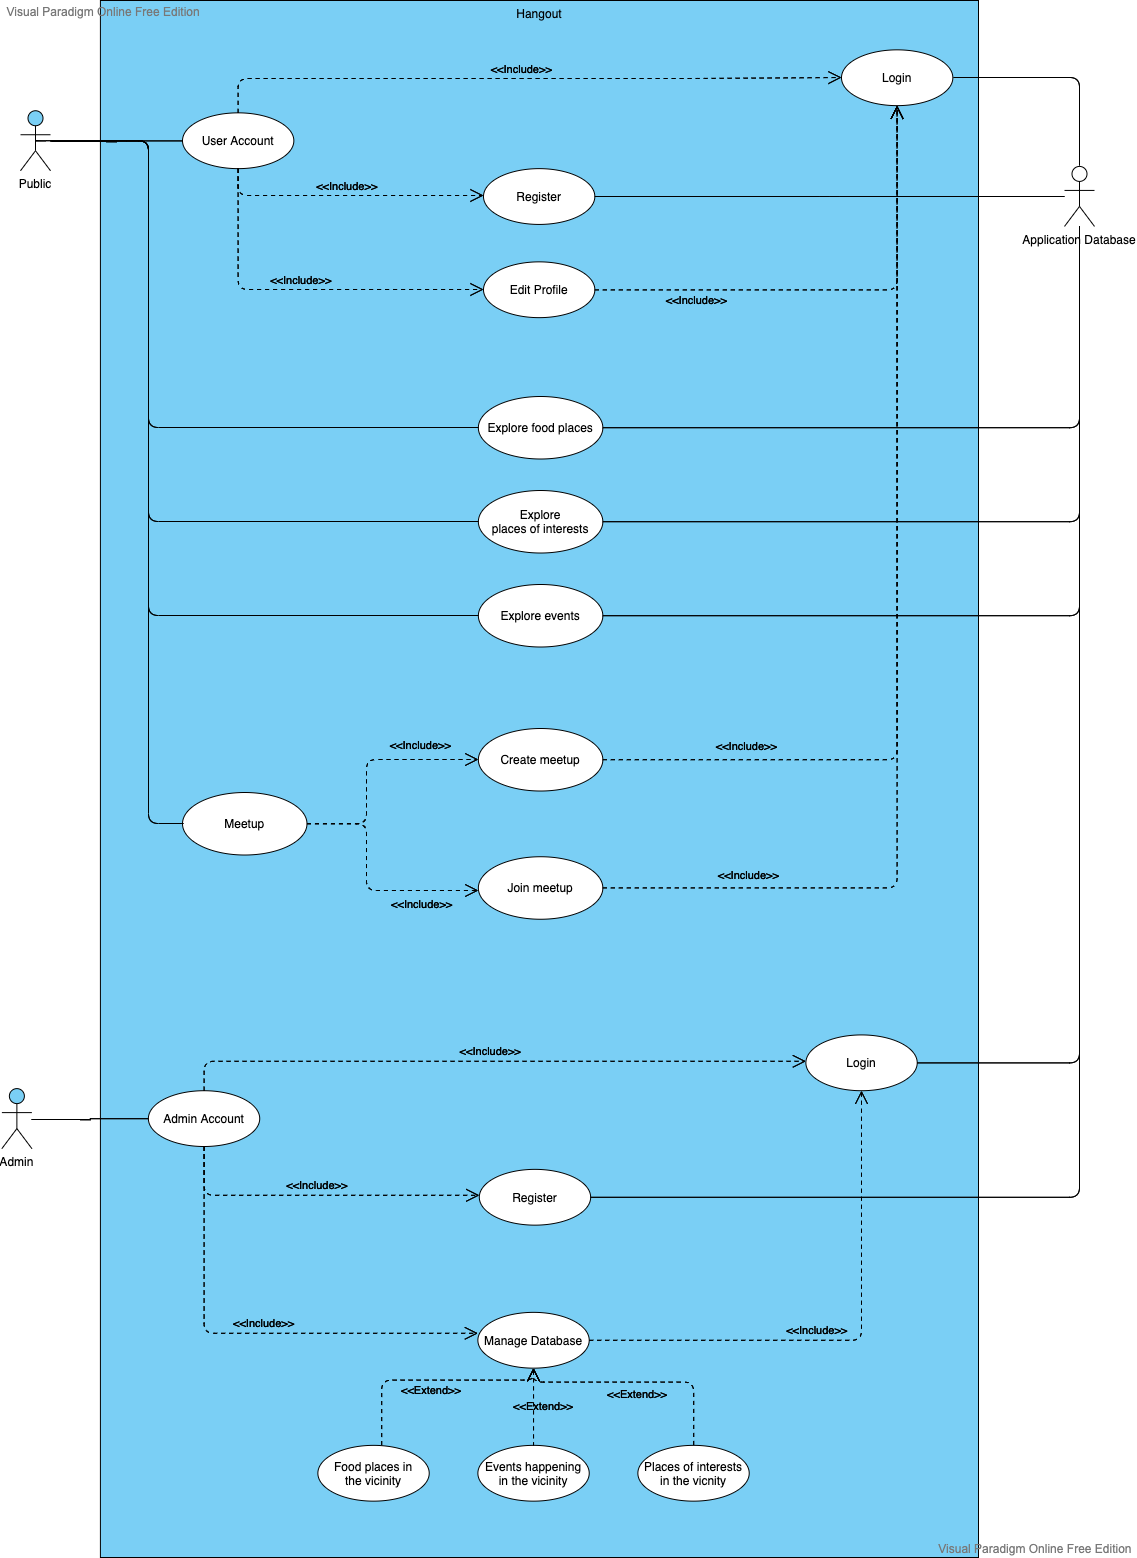 Visual Paradigm Online Free Edition
Hangout
<<Include>>
Login
User Account
Public
<<Include>>
Register
Application Database
<<Include>>
Edit Profile
<<Include>>
Explore food places
Explore
places of interests
Explore events
<<Include>>
<<Include>>
Create meetup
Meetup
<<Include>>
Join meetup
<<Include>>
<<Include>>
Login
Admin Account
Admin
<<Include>>
Register
<<Include>>
<<Include>>
Manage Database
<<Extend>>
<<Extend>>
<<Extend>>
Food places in
the vicinity
Events happening
in the vicinity
Places of interests
in the vicnity
Visual Paradigm Online Free Edition